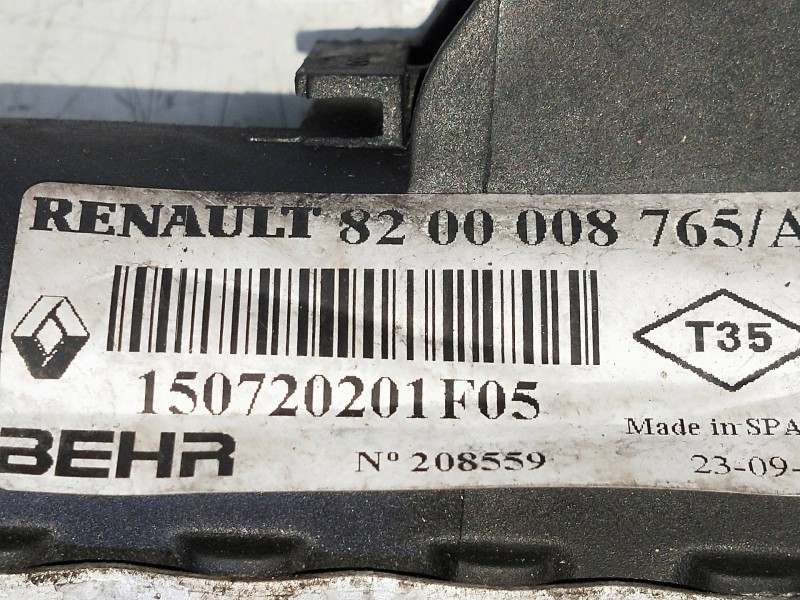 RENAULT 82 00 008 765/A
T35
150720201F05
Made in SPA
BEHR Nº 208559 23-09-